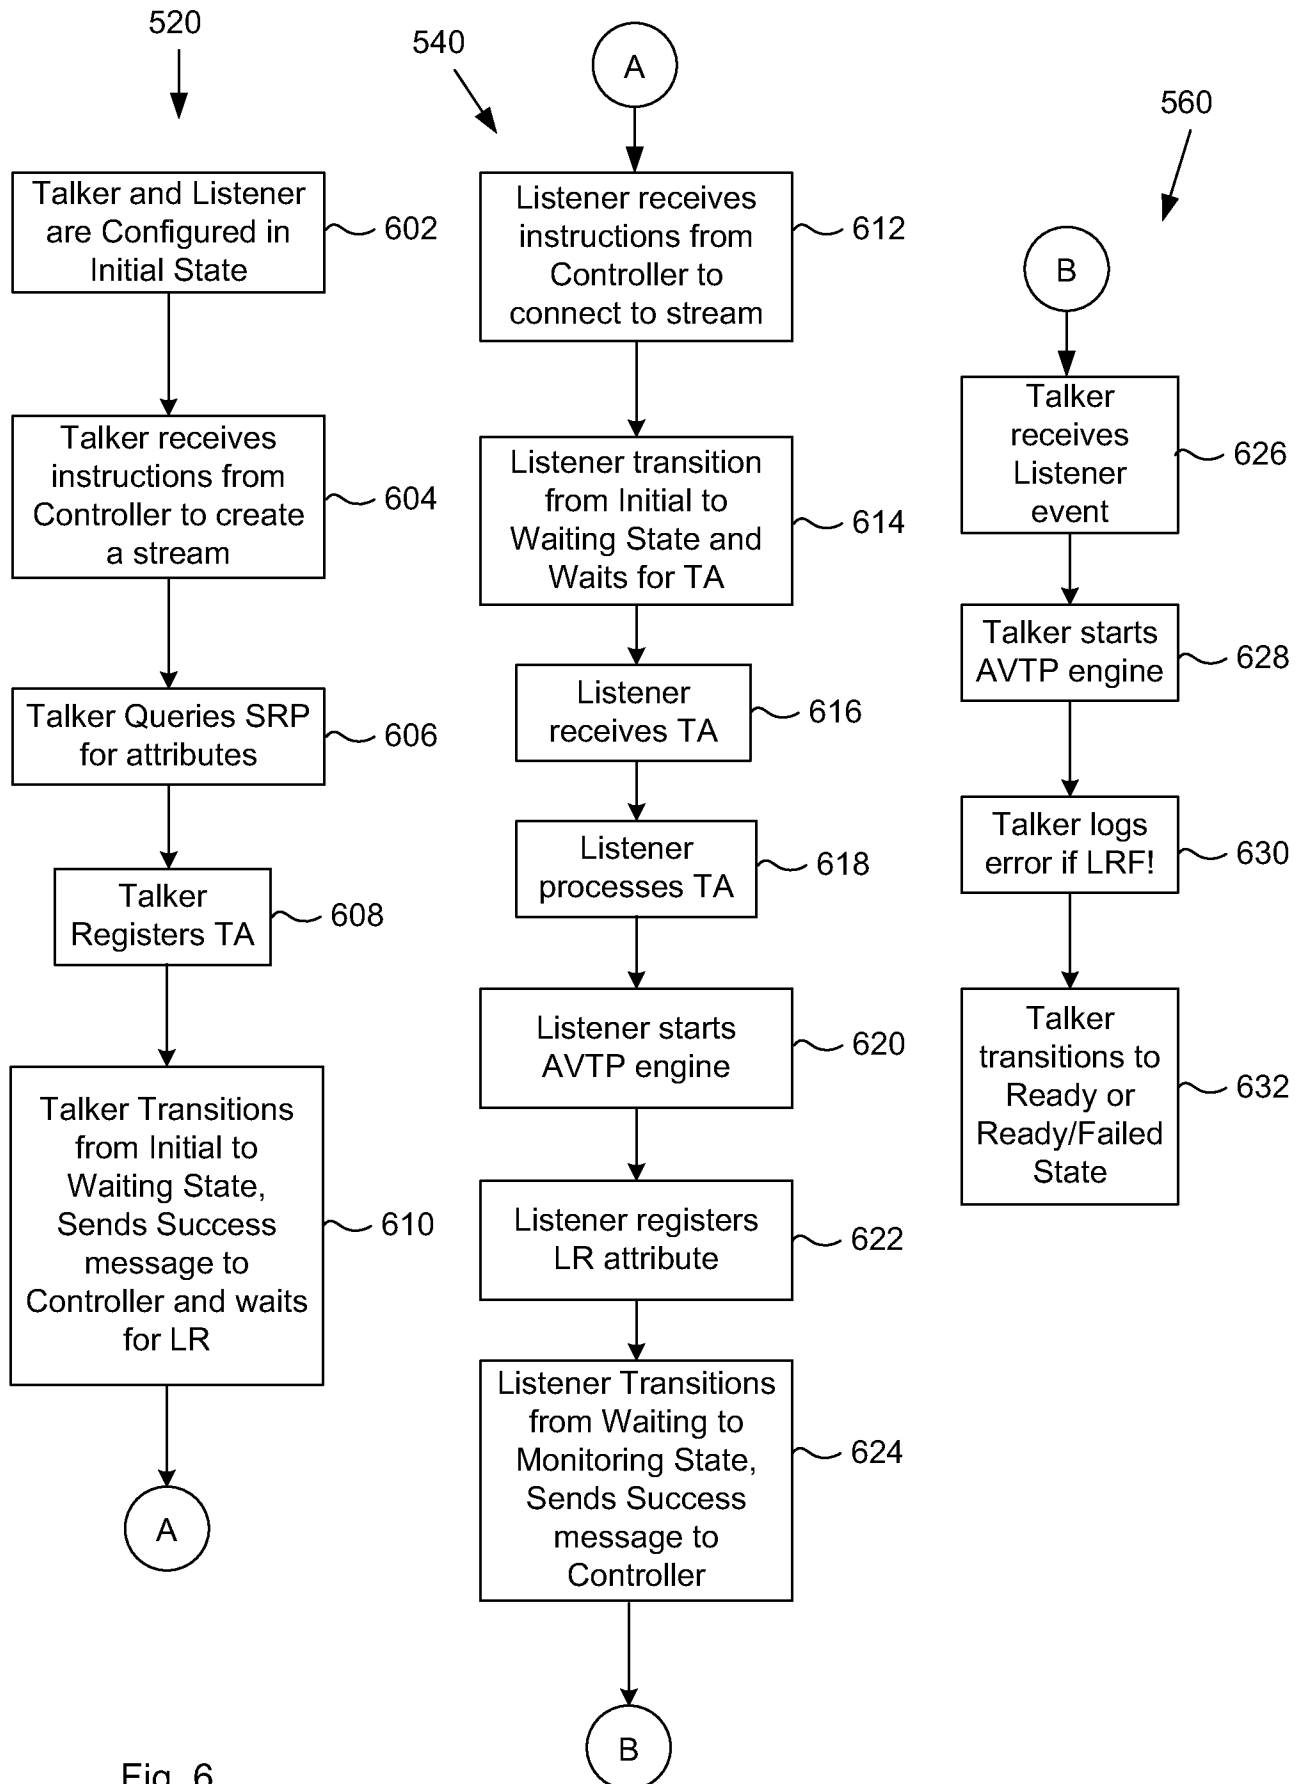 520
Talker and Listener
are Configured in
Initial State
602
Talker receives
instructions from
Controller to create
a stream
604
Talker Queries SRP
for attributes
606
Talker
Registers TA
608
Talker Transitions
from Initial to
Waiting State,
Sends Success
message to
Controller and waits
for LR
610
A
540
A
Listener receives
instructions from
Controller to
connect to stream
612
Listener transition
from Initial to
Waiting State and
Waits for TA
614
Listener
receives TA
616
Listener
processes TA
618
Listener starts
AVTP engine
620
Listener registers
LR attribute
622
Listener Transitions
from Waiting to
Monitoring State,
Sends Success
message to
Controller
624
B
560
B
Talker
receives
Listener
event
626
Talker starts
AVTP engine
628
Talker logs
error if LRF!
630
Talker
transitions to
Ready or
Ready/Failed
State
632
Fig. 6